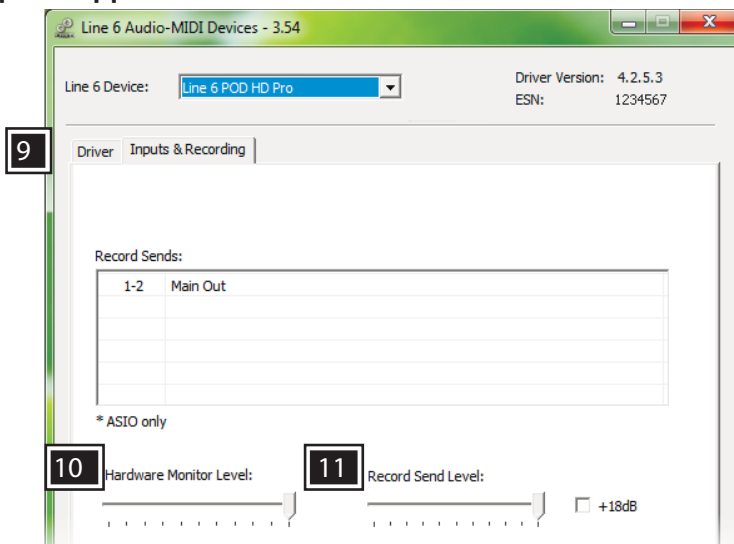 Line 6 Audio-MIDI Devices - 3.54
Line 6 Device: Line 6 POD HD Pro
Driver Version: 4.2.5.3
ESN: 1234567
9 Driver Inputs & Recording
Record Sends:
1-2 Main Out
* ASIO only
10 Hardware Monitor Level:
11 Record Send Level:
+18dB